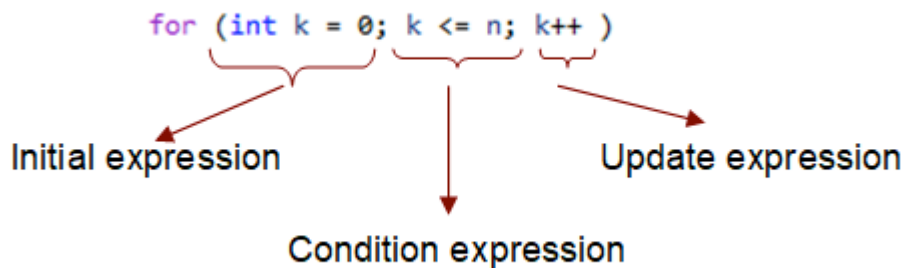 for (int k = 0; k <= n; k++ )
Initial expression
Update expression
Condition expression